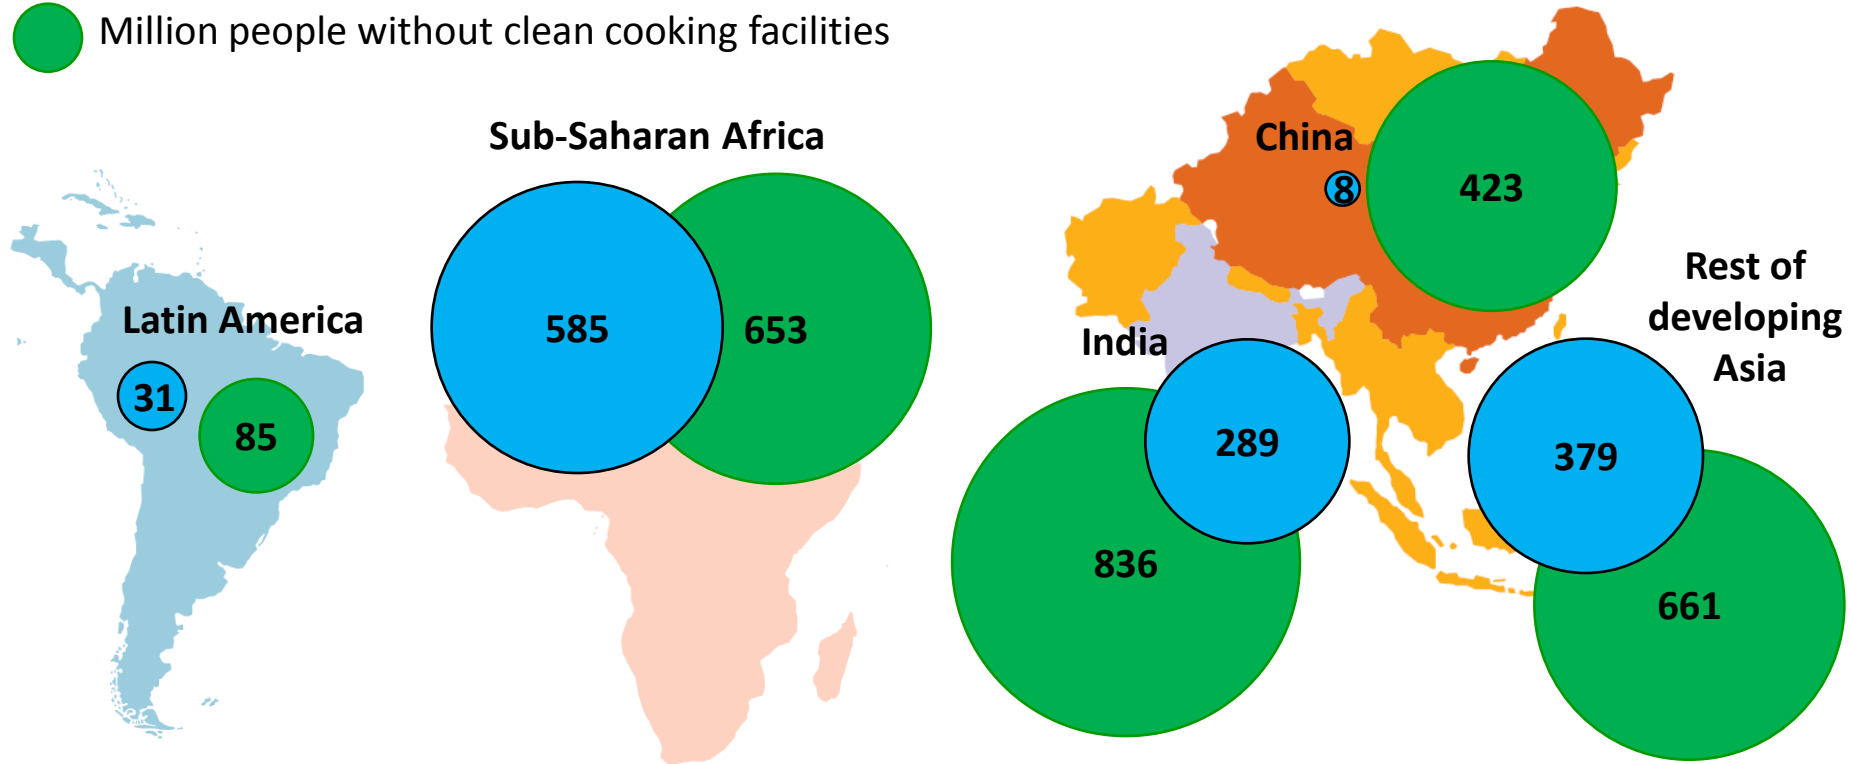 Million people without clean cooking facilities
Sub-Saharan Africa
585
653
Latin America
31
85
China
8
423
India
289
836
Rest of
developing
Asia
379
661